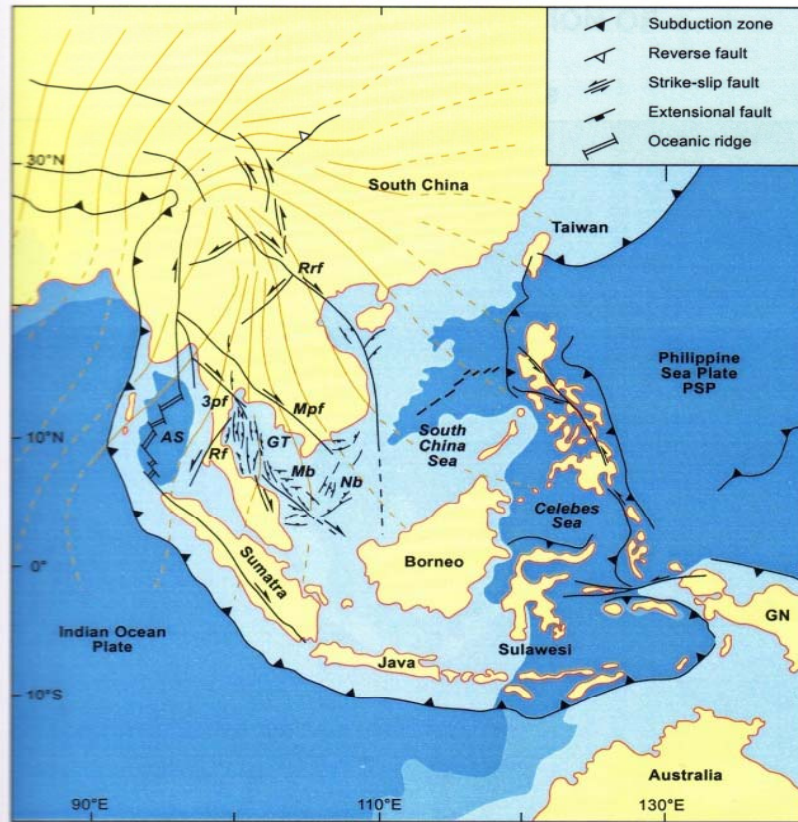 Subduction zone
Reverse fault
Strike-slip fault
Extensional fault
Oceanic ridge
30°N
South China
Taiwan
Rrf
Philippine
Sea Plate
PSP
3pf
Mpf
10°N
AS
GT
South
China
Sea
Rf
Mb
Nb
Celebes
Sea
0°
Sumatra
Borneo
GN
Indian Ocean
Plate
Java
Sulawesi
10°S
Australia
90°E
110°E
130°E